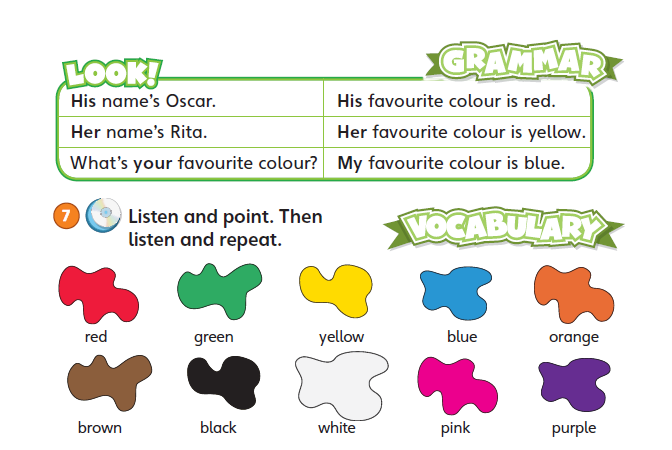 LOOK!
GRAMMAR
His name's Oscar.
His favourite colour is red.
Her name's Rita.
Her favourite colour is yellow.
What's your favourite colour?
My favourite colour is blue.
7
Listen and point. Then
listen and repeat.
VOCABULARY
red
green
yellow
blue
orange
brown
black
white
pink
purple